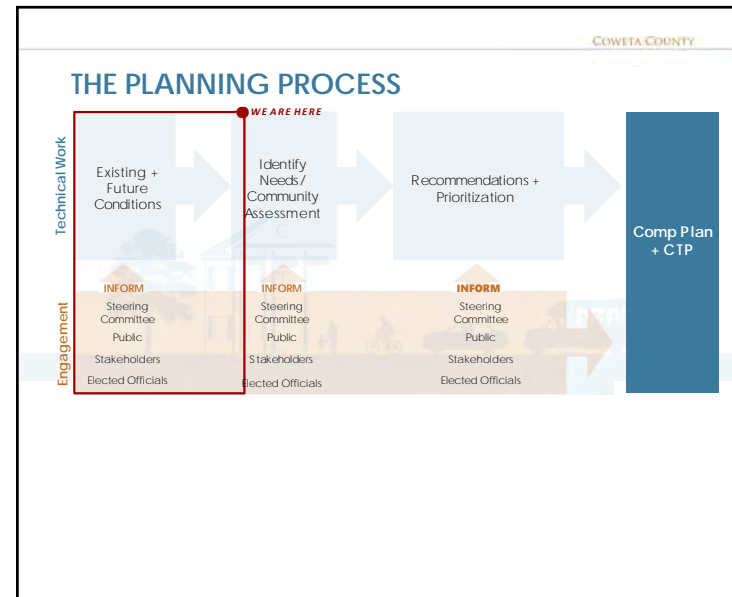 COWETA COUNTY
THE PLANNING PROCESS
WE ARE HERE
Technical Work
Existing +
Future
Conditions
Identify
Needs/
Community
Assessment
Recommendations +
Prioritization
Comp Plan
+ CTP
Engagement
INFORM
Steering
Committee
Public
Stakeholders
Elected Officials
INFORM
Steering
Committee
Public
Stakeholders
Elected Officials
INFORM
Steering
Committee
Public
Stakeholders
Elected Officials